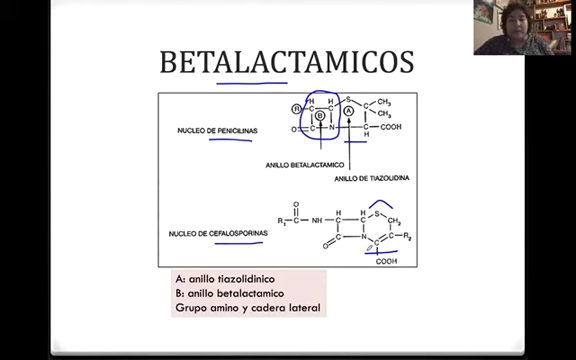 BETALACTAMICOS
H H S CH₃
R B A C CH₃
O C N C COOH
H
NUCLEO DE PENICILINAS
ANILLO BETALACTAMICO
ANILLO DE TIAZOLIDINA
O H H S
R₁ C NH C C CH₂
NUCLEO DE CEFALOSPORINAS
O C N C C R₂
COOH
A: anillo tiazolidinico
B: anillo betalactamico
Grupo amino y cadera lateral